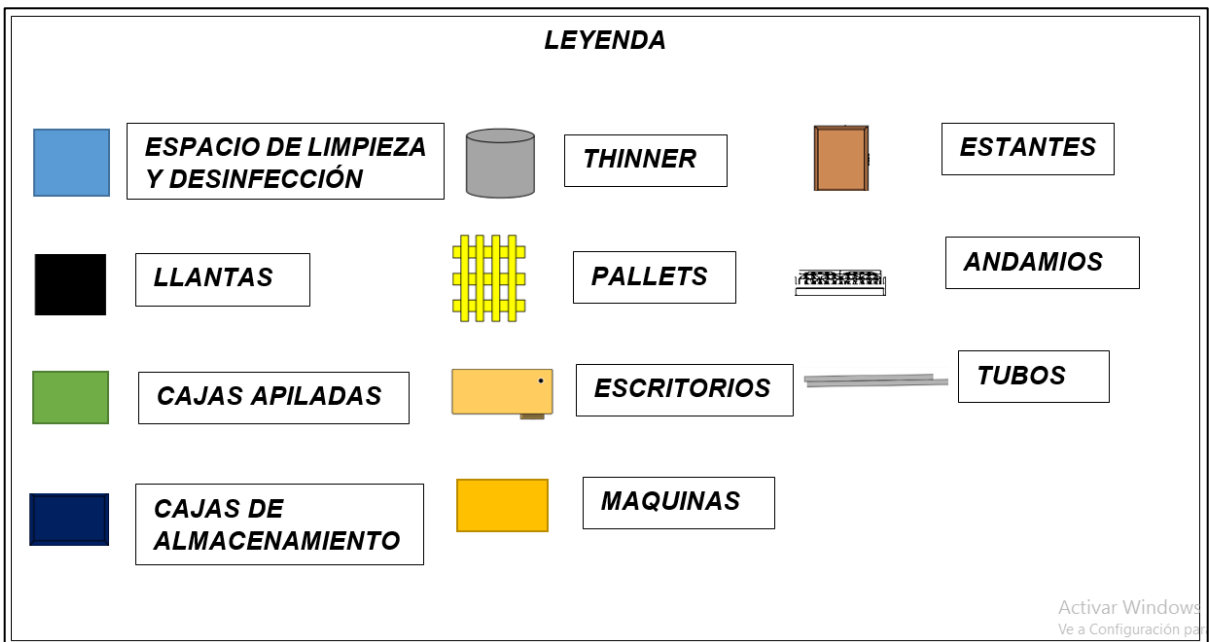 LEYENDA
ESPACIO DE LIMPIEZA
Y DESINFECCIÓN
THINNER
ESTANTES
LLANTAS
PALLETS
ANDAMIOS
CAJAS APILADAS
ESCRITORIOS
TUBOS
CAJAS DE
ALMACENAMIENTO
MAQUINAS
Activar Windows
Ve a Configuración par